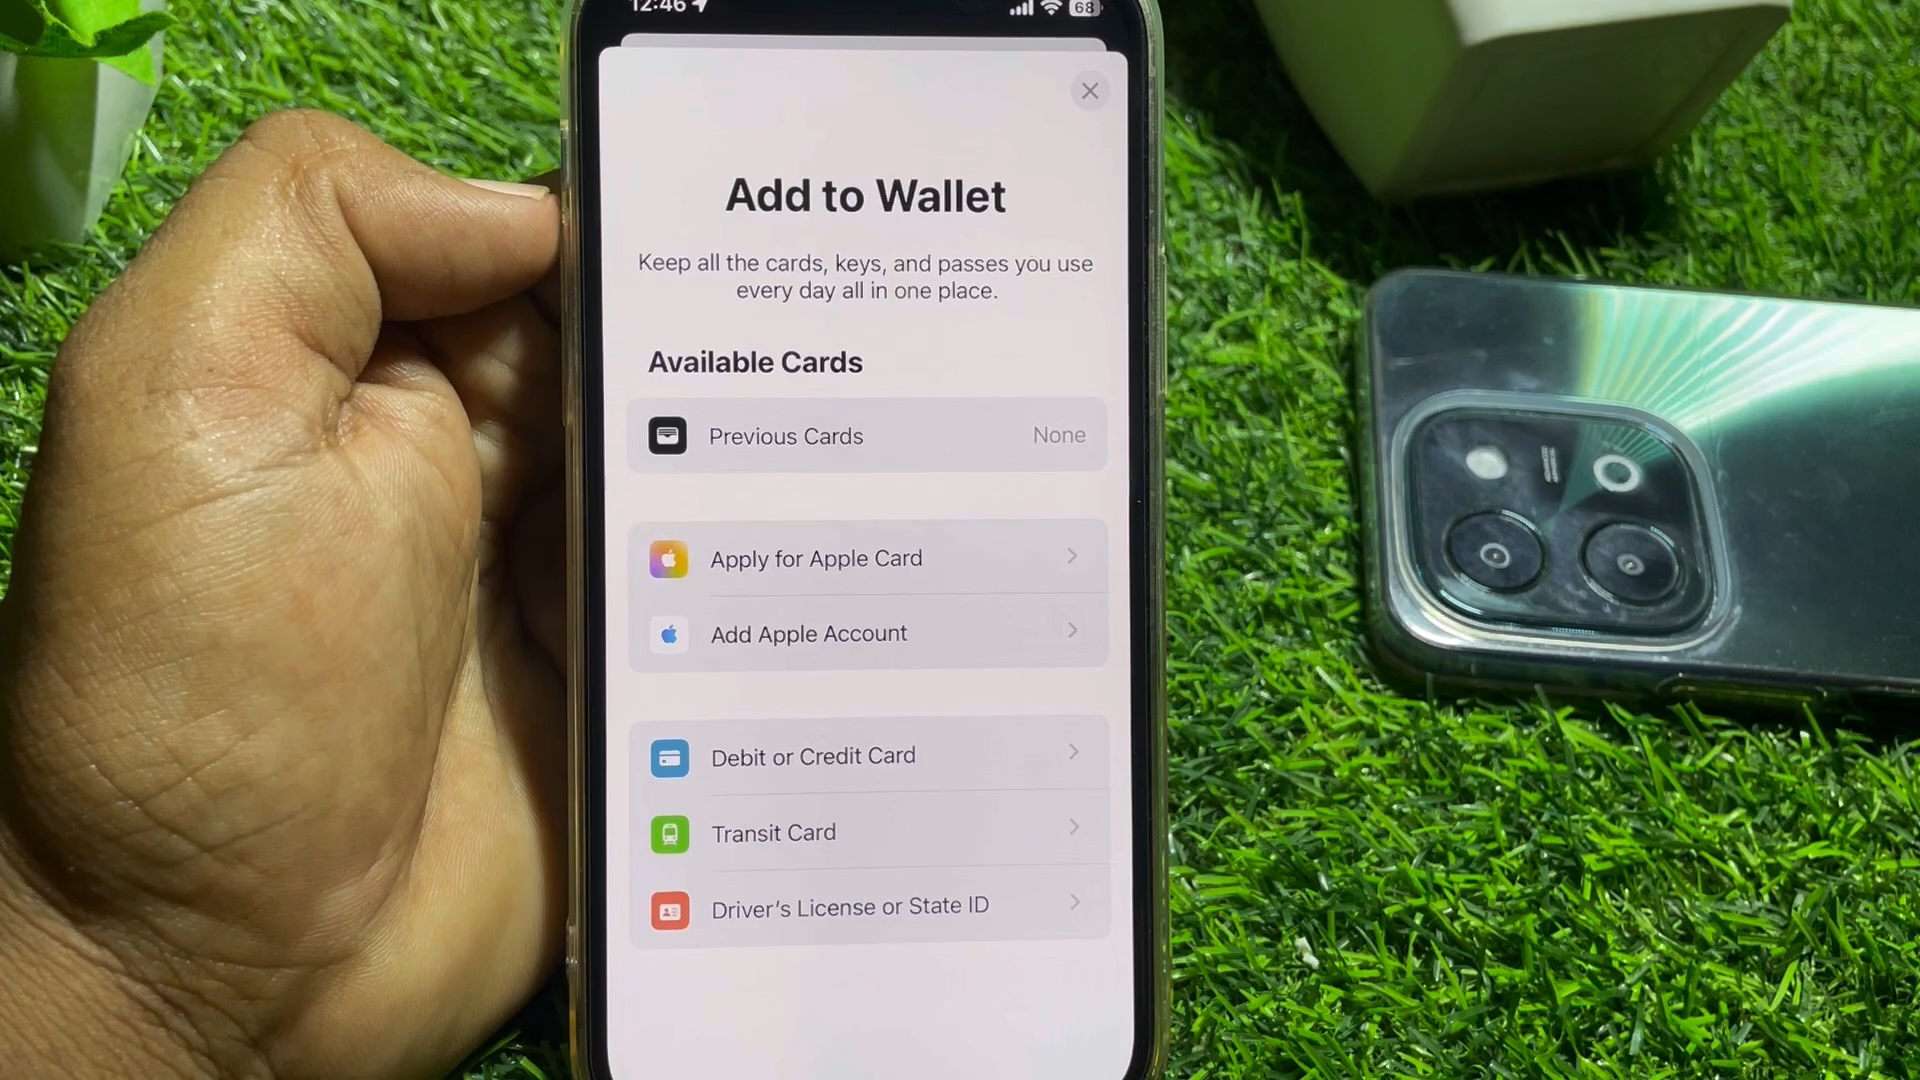 12:46
68
Add to Wallet
Keep all the cards, keys, and passes you use
every day all in one place.
Available Cards
Previous Cards None
Apply for Apple Card
Add Apple Account
Debit or Credit Card
Transit Card
Driver's License or State ID